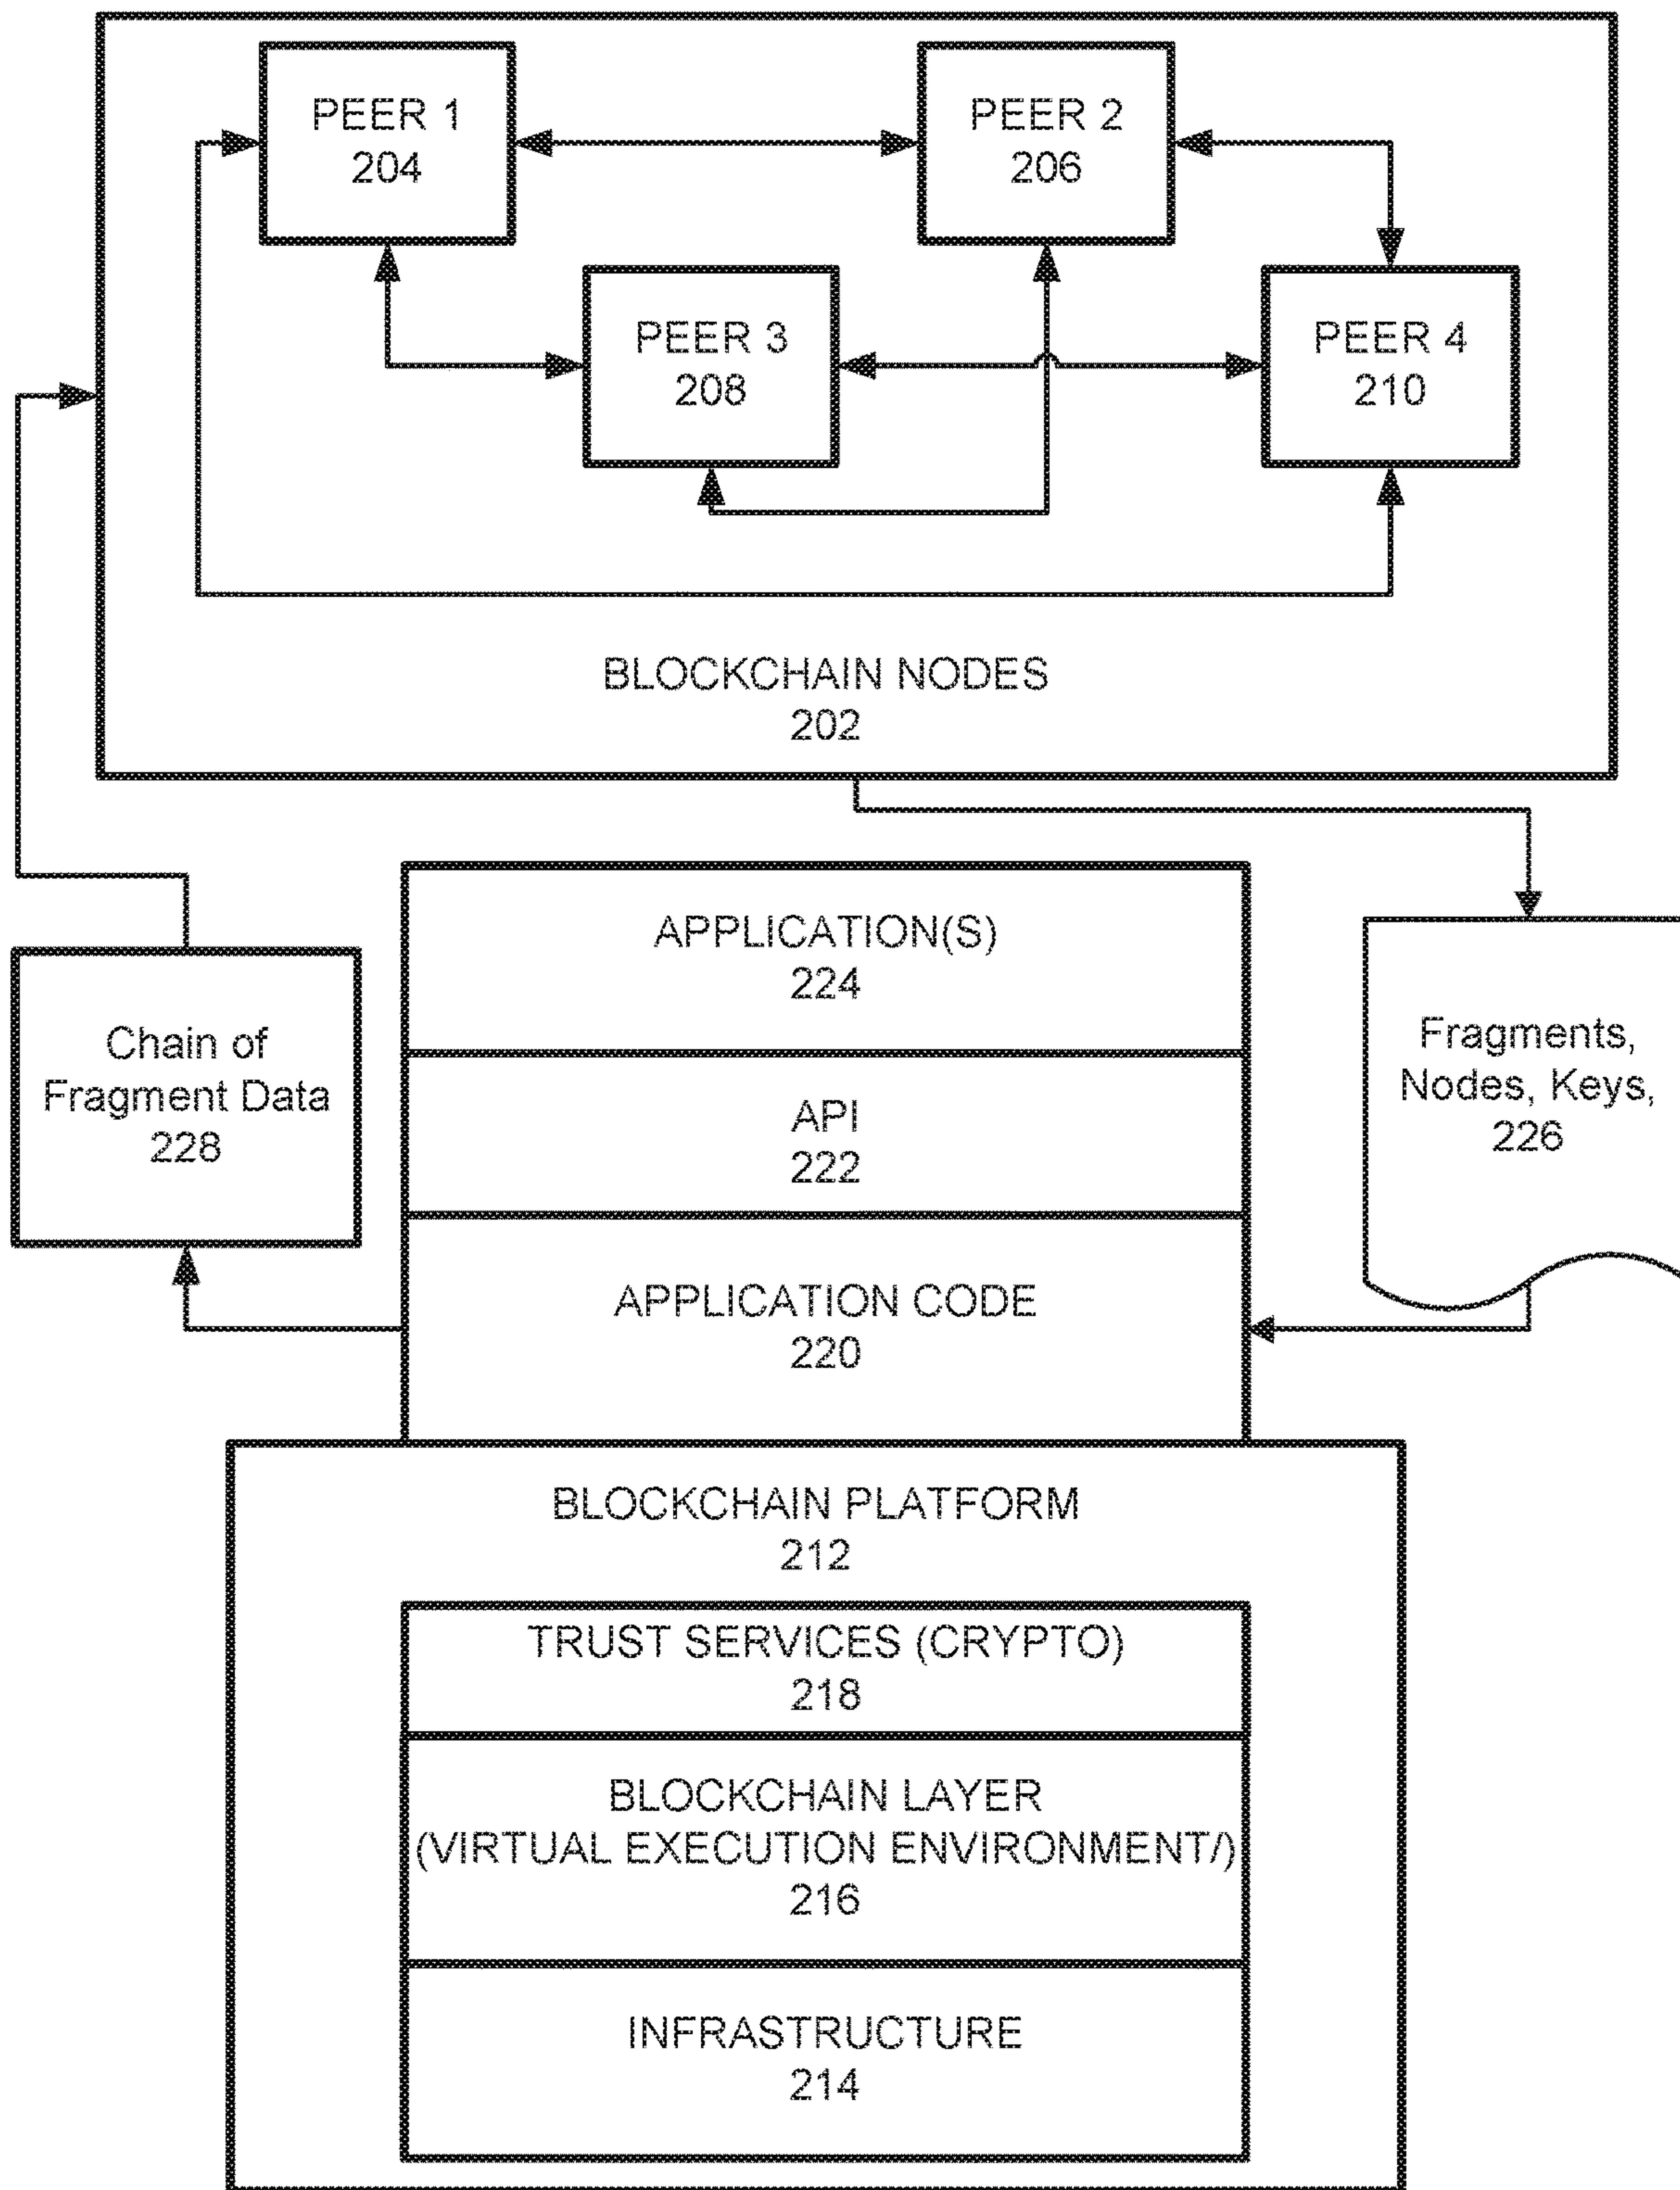 PEER 1
204
PEER 2
206
PEER 3
208
PEER 4
210
BLOCKCHAIN NODES
202
APPLICATION(S)
224
API
222
APPLICATION CODE
220
Chain of
Fragment Data
228
Fragments,
Nodes, Keys,
226
BLOCKCHAIN PLATFORM
212
TRUST SERVICES (CRYPTO)
218
BLOCKCHAIN LAYER
(VIRTUAL EXECUTION ENVIRONMENT/)
216
INFRASTRUCTURE
214